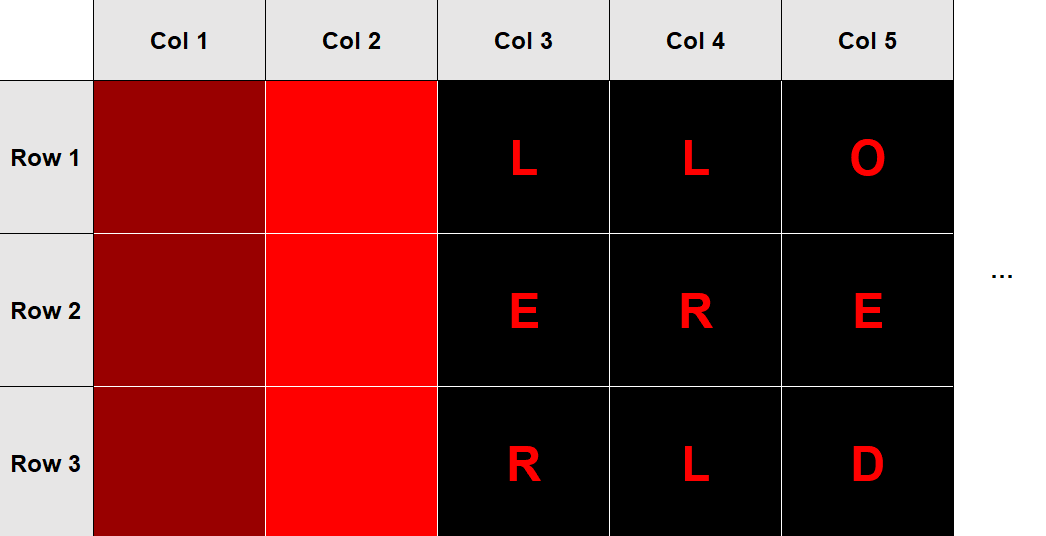 Col 1 Col 2 Col 3 Col 4 Col 5
Row 1 L L O
...
Row 2 E R E
Row 3 R L D